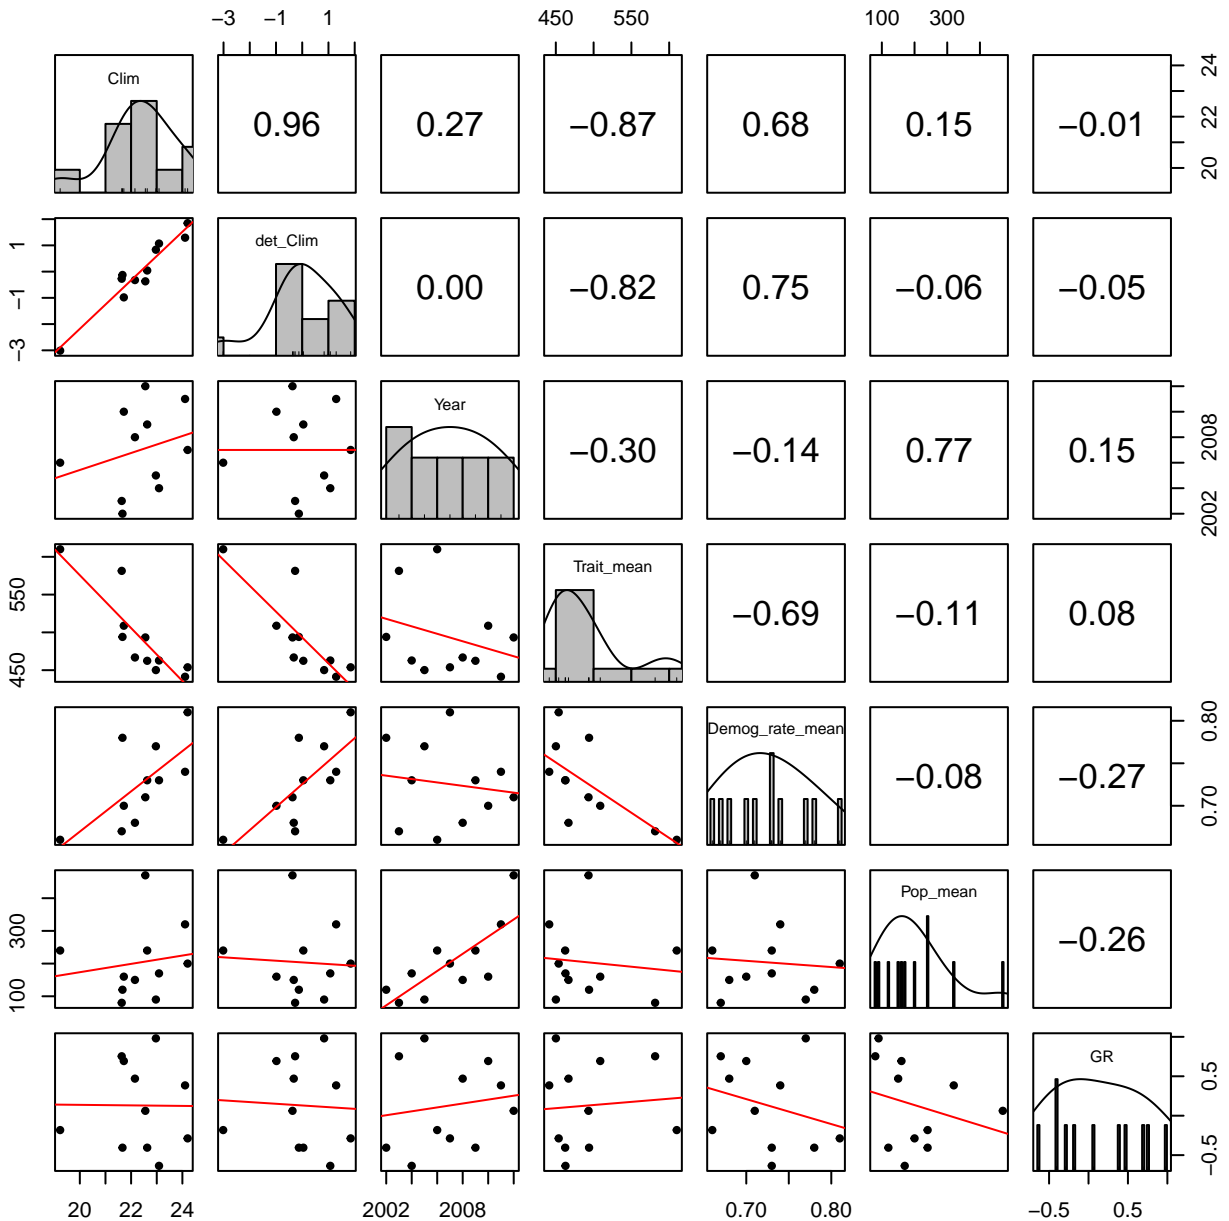 −3 −1 1 450 550 100 300
Clim 0.96 0.27 −0.87 0.68 0.15 −0.01 20 22 24
−3 −1 1 det_Clim 0.00 −0.82 0.75 −0.06 −0.05
Year −0.30 −0.14 0.77 0.15 2002 2008
450 550 Trait_mean −0.69 −0.11 0.08
Demog_rate_mean −0.08 −0.27 0.70 0.80
100 300 Pop_mean −0.26
GR −0.5 0.5
20 22 24 2002 2008 0.70 0.80 −0.5 0.5